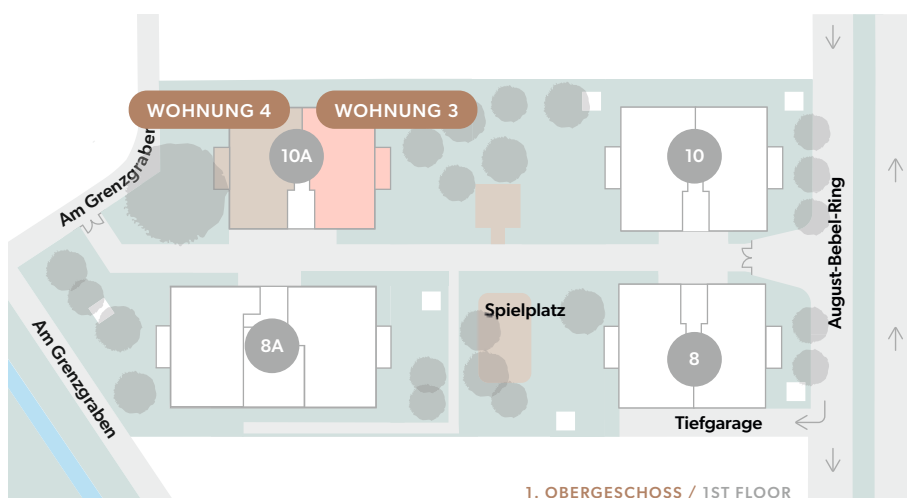 WOHNUNG 4
WOHNUNG 3
10A
10
Am Grenzgraben
August-Bebel-Ring
Spielplatz
8A
8
Am Grenzgraben
Tiefgarage
1. OBERGESCHOSS / 1ST FLOOR